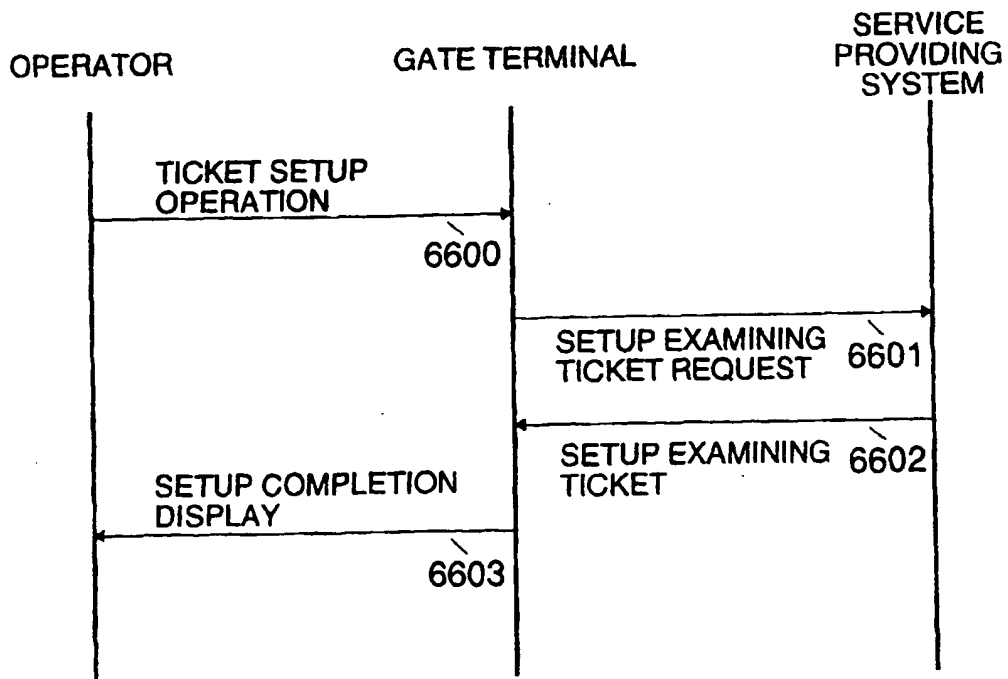 OPERATOR
GATE TERMINAL
SERVICE
PROVIDING
SYSTEM
TICKET SETUP
OPERATION
6600
SETUP EXAMINING
TICKET REQUEST
6601
SETUP EXAMINING
TICKET
6602
SETUP COMPLETION
DISPLAY
6603